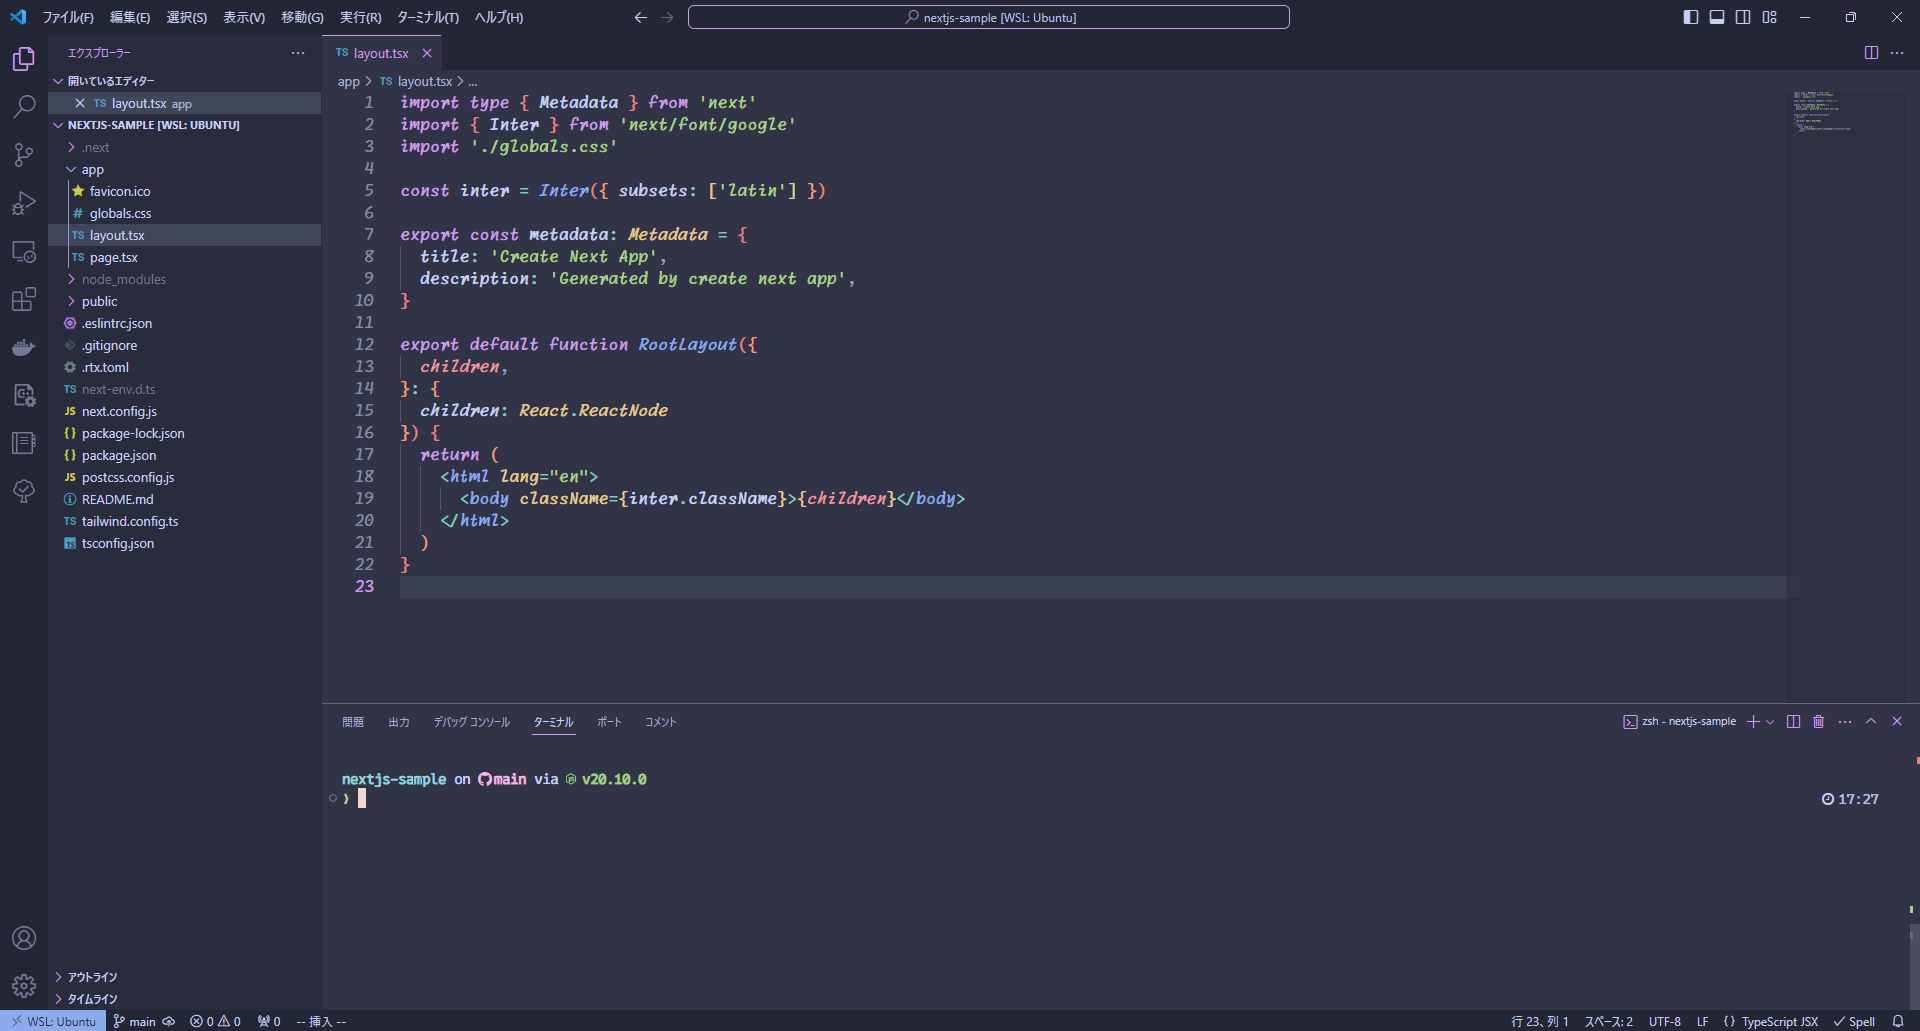 ファイル(F) 編集(E) 選択(S) 表示(V) 移動(G) 実行(R) ターミナル(T) ヘルプ(H)
nextjs-sample [WSL: Ubuntu]
エクスプローラー
開いているエディター
TS layout.tsx app
NEXTJS-SAMPLE [WSL: UBUNTU]
.next
app
favicon.ico
# globals.css
TS layout.tsx
TS page.tsx
node_modules
public
.eslintrc.json
.gitignore
.rtx.toml
TS next-env.d.ts
JS next.config.js
{} package-lock.json
{} package.json
JS postcss.config.js
README.md
TS tailwind.config.ts
TS tsconfig.json
アウトライン
タイムライン
TS layout.tsx
app > TS layout.tsx > ...
1 import type { Metadata } from 'next'
2 import { Inter } from 'next/font/google'
3 import './globals.css'
4
5 const inter = Inter({ subsets: ['latin'] })
6
7 export const metadata: Metadata = {
8   title: 'Create Next App',
9   description: 'Generated by create next app',
10 }
11
12 export default function RootLayout({
13   children,
14 }: {
15   children: React.ReactNode
16 }) {
17   return (
18     <html lang="en">
19       <body className={inter.className}>{children}</body>
20     </html>
21   )
22 }
23
問題 出力 デバッグ コンソール ターミナル ポート コメント
zsh - nextjs-sample
nextjs-sample on main via v20.10.0
❯ 17:27
WSL: Ubuntu main 0 0 0 -- 挿入 --
行 23、列 1 スペース: 2 UTF-8 LF {} TypeScript JSX Spell